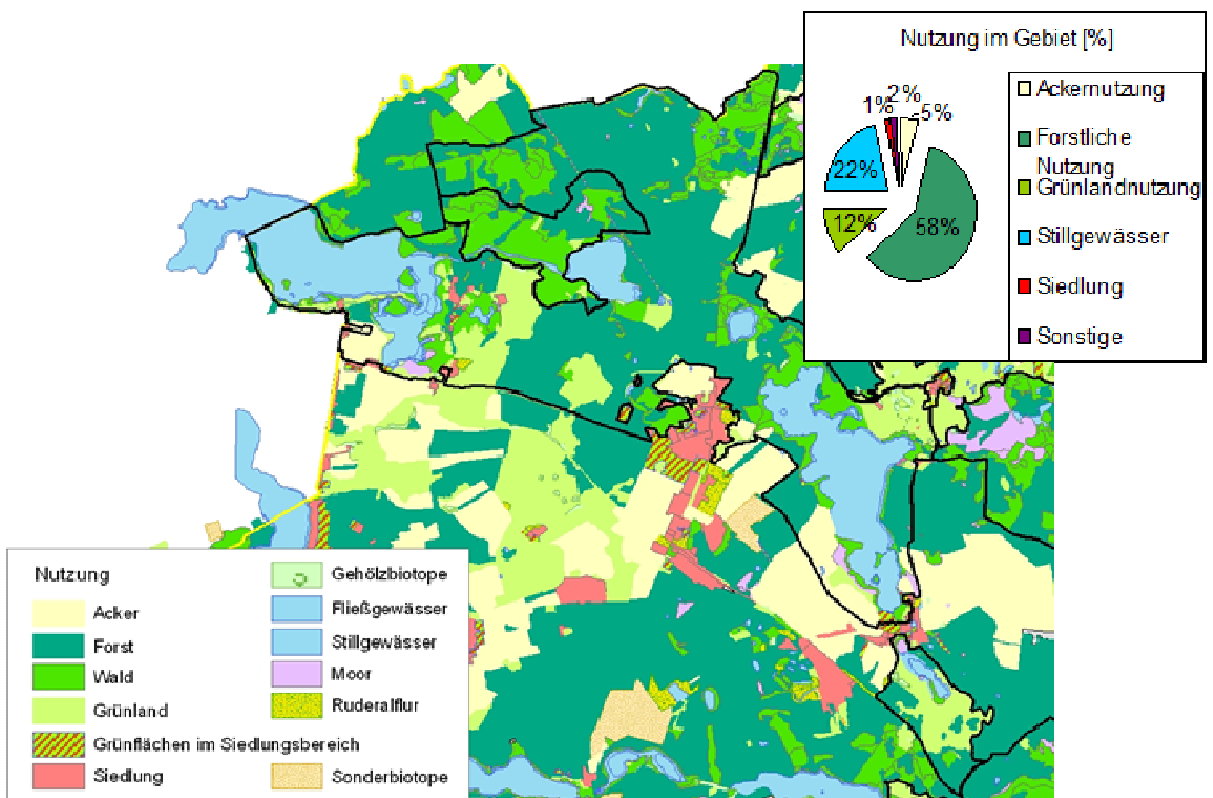 Nutzung im Gebiet [%]
1%
2%
5%
22%
12%
58%
Ackernutzung
Forstliche
Nutzung
Grünlandnutzung
Stillgewässer
Siedlung
Sonstige
Nutzung
Acker
Forst
Wald
Grünland
Grünflächen im Siedlungsbereich
Siedlung
Gehölzbiotope
Fließgewässer
Stillgewässer
Moor
Ruderalflur
Sonderbiotope